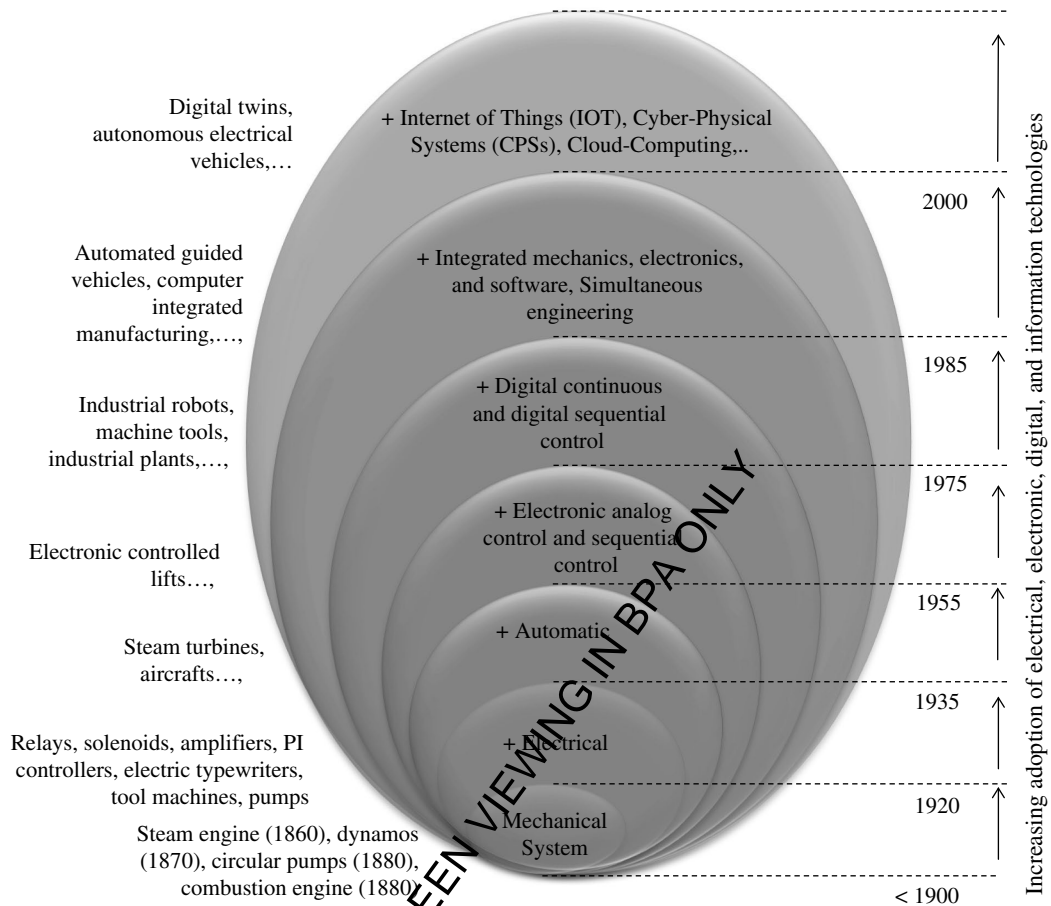 Digital twins,
autonomous electrical
vehicles,…
+ Internet of Things (IOT), Cyber-Physical
Systems (CPSs), Cloud-Computing,..
2000
Automated guided
vehicles, computer
integrated
manufacturing,…,
+ Integrated mechanics, electronics,
and software, Simultaneous
engineering
1985
Industrial robots,
machine tools,
industrial plants,…,
+ Digital continuous
and digital sequential
control
1975
Electronic controlled
lifts…,
+ Electronic analog
control and sequential
control
1955
Steam turbines,
aircrafts…,
+ Automatic
1935
Relays, solenoids, amplifiers, PI
controllers, electric typewriters,
tool machines, pumps
+ Electrical
1920
Steam engine (1860), dynamos
(1870), circular pumps (1880),
combustion engine (1880)
Mechanical
System
< 1900
Increasing adoption of electrical, electronic, digital, and information technologies
EEN VIEWING IN BPA ONLY